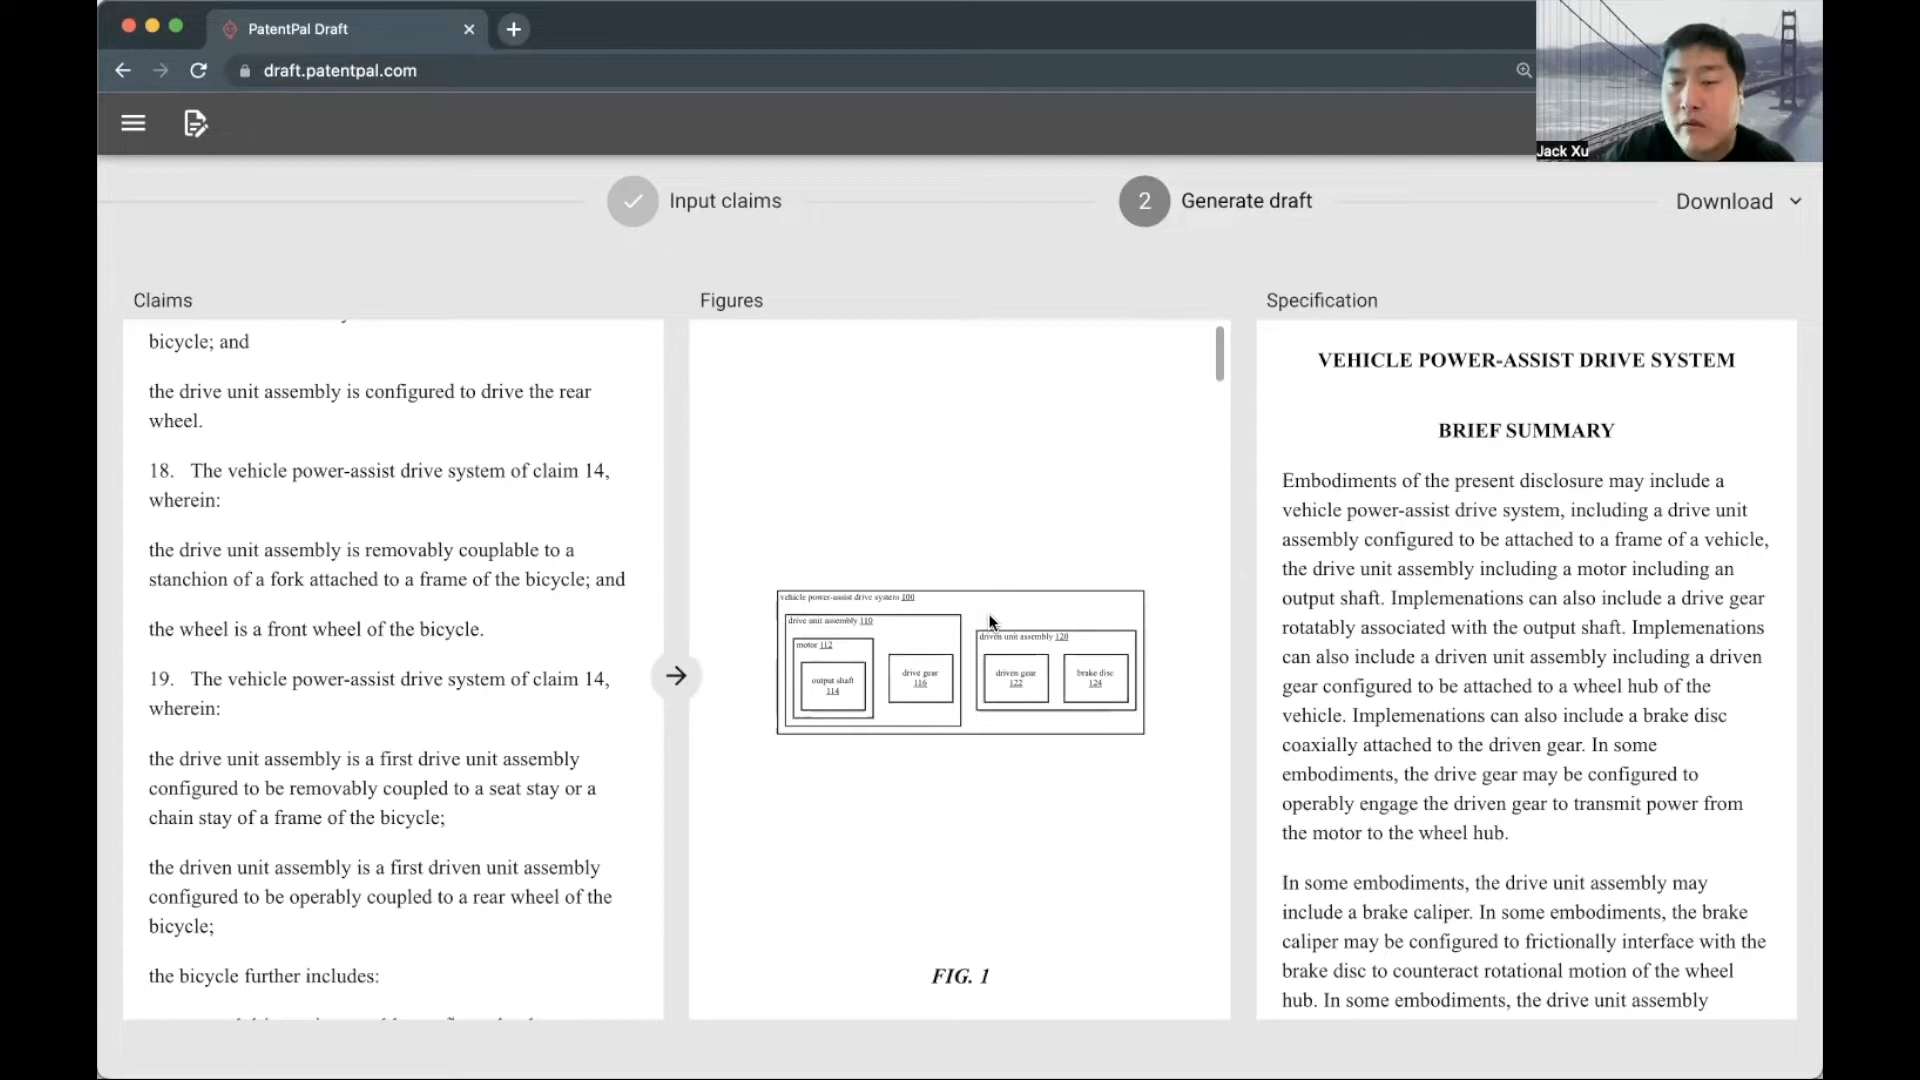 PatentPal Draft
draft.patentpal.com
Jack Xu
Input claims
2
Generate draft
Download
Claims
bicycle; and
the drive unit assembly is configured to drive the rear
wheel.
18. The vehicle power-assist drive system of claim 14,
wherein:
the drive unit assembly is removably couplable to a
stanchion of a fork attached to a frame of the bicycle; and
the wheel is a front wheel of the bicycle.
19. The vehicle power-assist drive system of claim 14,
wherein:
the drive unit assembly is a first drive unit assembly
configured to be removably coupled to a seat stay or a
chain stay of a frame of the bicycle;
the driven unit assembly is a first driven unit assembly
configured to be operably coupled to a rear wheel of the
bicycle;
the bicycle further includes:
Figures
vehicle power-assist drive system 100
drive unit assembly 110
motor 112
output shaft
114
drive gear
116
driven unit assembly 120
driven gear
122
brake disc
124
FIG. 1
Specification
VEHICLE POWER-ASSIST DRIVE SYSTEM
BRIEF SUMMARY
Embodiments of the present disclosure may include a
vehicle power-assist drive system, including a drive unit
assembly configured to be attached to a frame of a vehicle,
the drive unit assembly including a motor including an
output shaft. Implemenations can also include a drive gear
rotatably associated with the output shaft. Implemenations
can also include a driven unit assembly including a driven
gear configured to be attached to a wheel hub of the
vehicle. Implemenations can also include a brake disc
coaxially attached to the driven gear. In some
embodiments, the drive gear may be configured to
operably engage the driven gear to transmit power from
the motor to the wheel hub.
In some embodiments, the drive unit assembly may
include a brake caliper. In some embodiments, the brake
caliper may be configured to frictionally interface with the
brake disc to counteract rotational motion of the wheel
hub. In some embodiments, the drive unit assembly